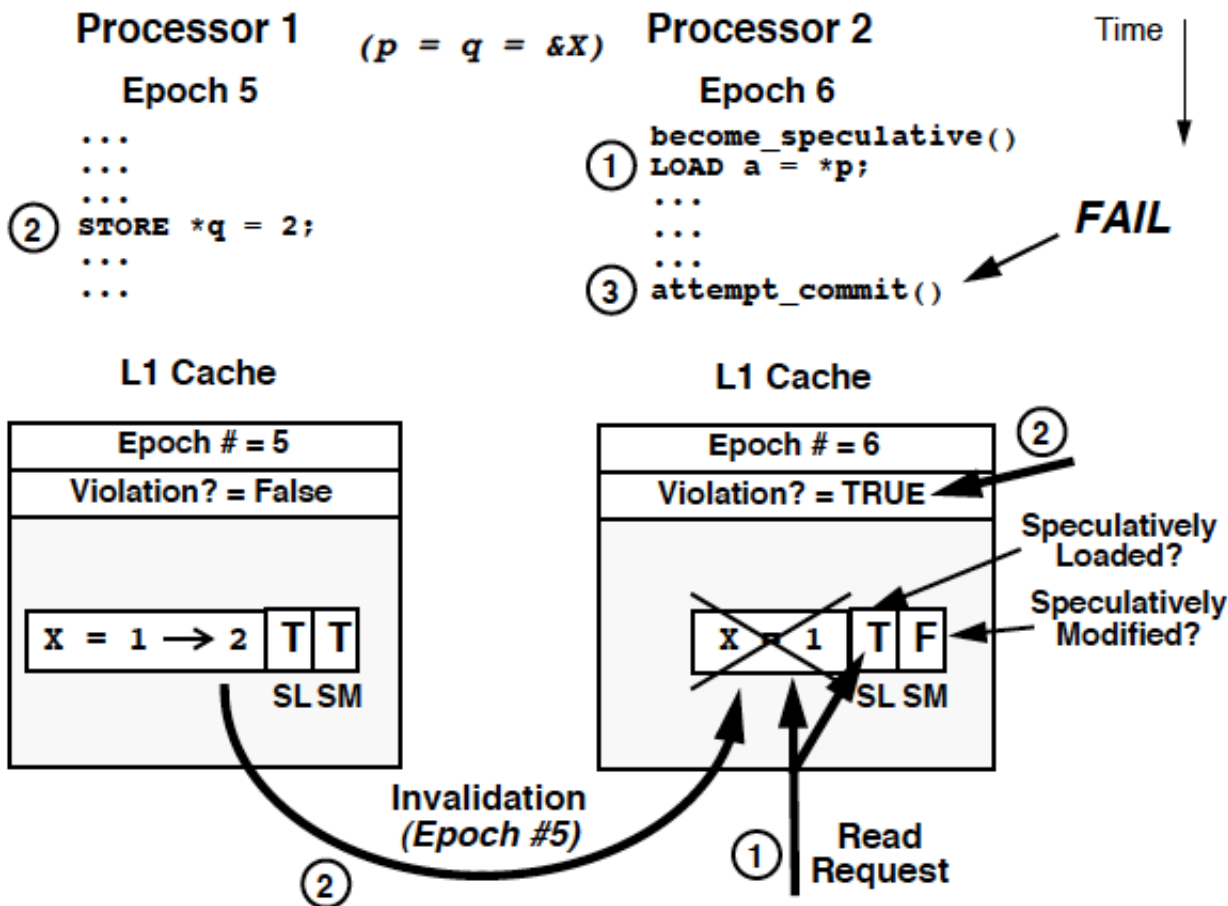 Processor 1
(p = q = &X)
Processor 2
Time
Epoch 5
Epoch 6
...
...
...
② STORE *q = 2;
...
...
become_speculative()
① LOAD a = *p;
...
...
...
③ attempt_commit()
FAIL
L1 Cache
Epoch # = 5
Violation? = False
X = 1 → 2 T T
SL SM
L1 Cache
Epoch # = 6
②
Violation? = TRUE
Speculatively
Loaded?
Speculatively
Modified?
X = 1 T F
SL SM
Invalidation
(Epoch #5)
②
①
Read
Request